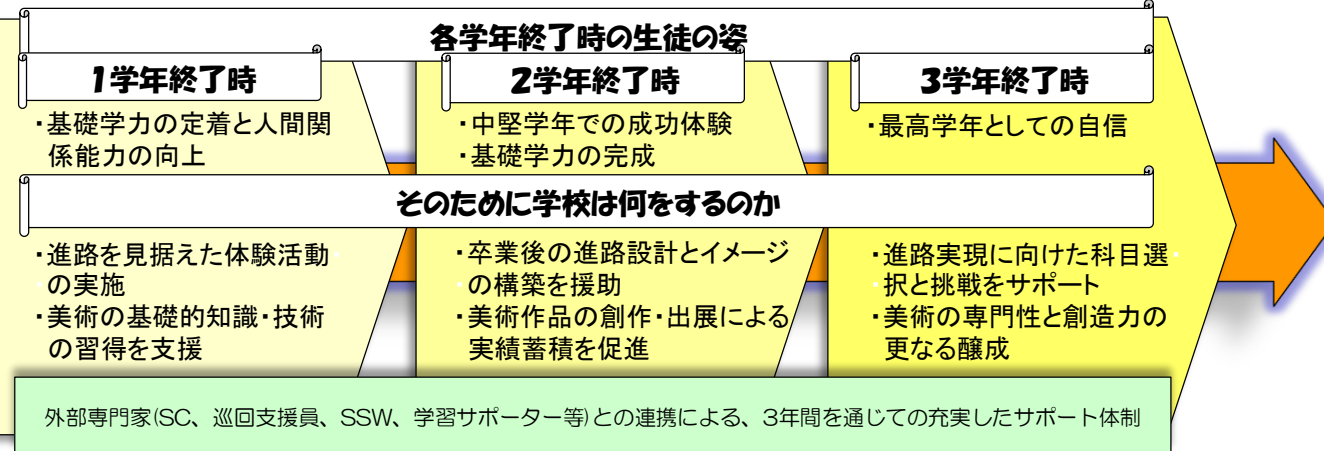 各学年終了時の生徒の姿
1学年終了時
・基礎学力の定着と人間関
係能力の向上
2学年終了時
・中堅学年での成功体験
・基礎学力の完成
3学年終了時
・最高学年としての自信
そのために学校は何をするのか
・進路を見据えた体験活動
の実施
・美術の基礎的知識・技術
の習得を支援
・卒業後の進路設計とイメージ
の構築を援助
・美術作品の創作・出展による
実績蓄積を促進
・進路実現に向けた科目選
択と挑戦をサポート
・美術の専門性と創造力の
更なる醸成
外部専門家(SC、巡回支援員、SSW、学習サポーター等)との連携による、3年間を通じての充実したサポート体制